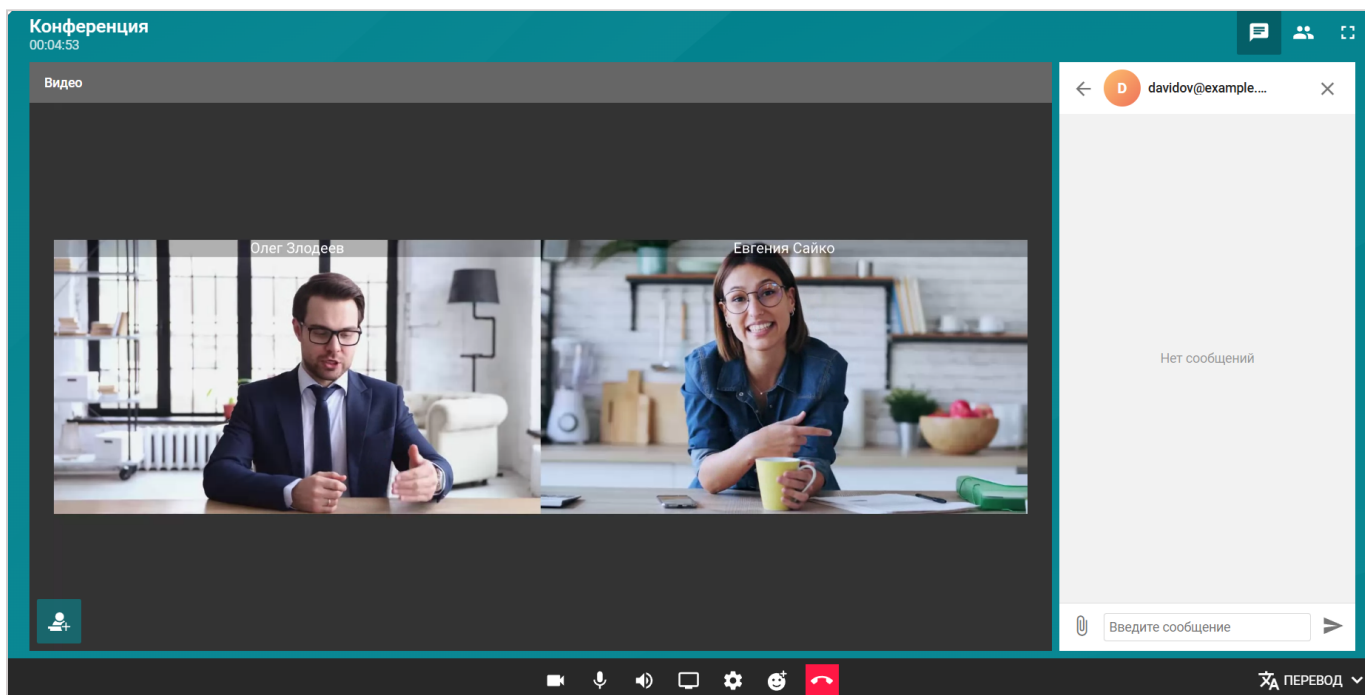 Конференция
00:04:53
Видео
D
davidov@example....
Олег Злодеев
Евгения Сайко
Нет сообщений
Введите сообщение
ПЕРЕВОД